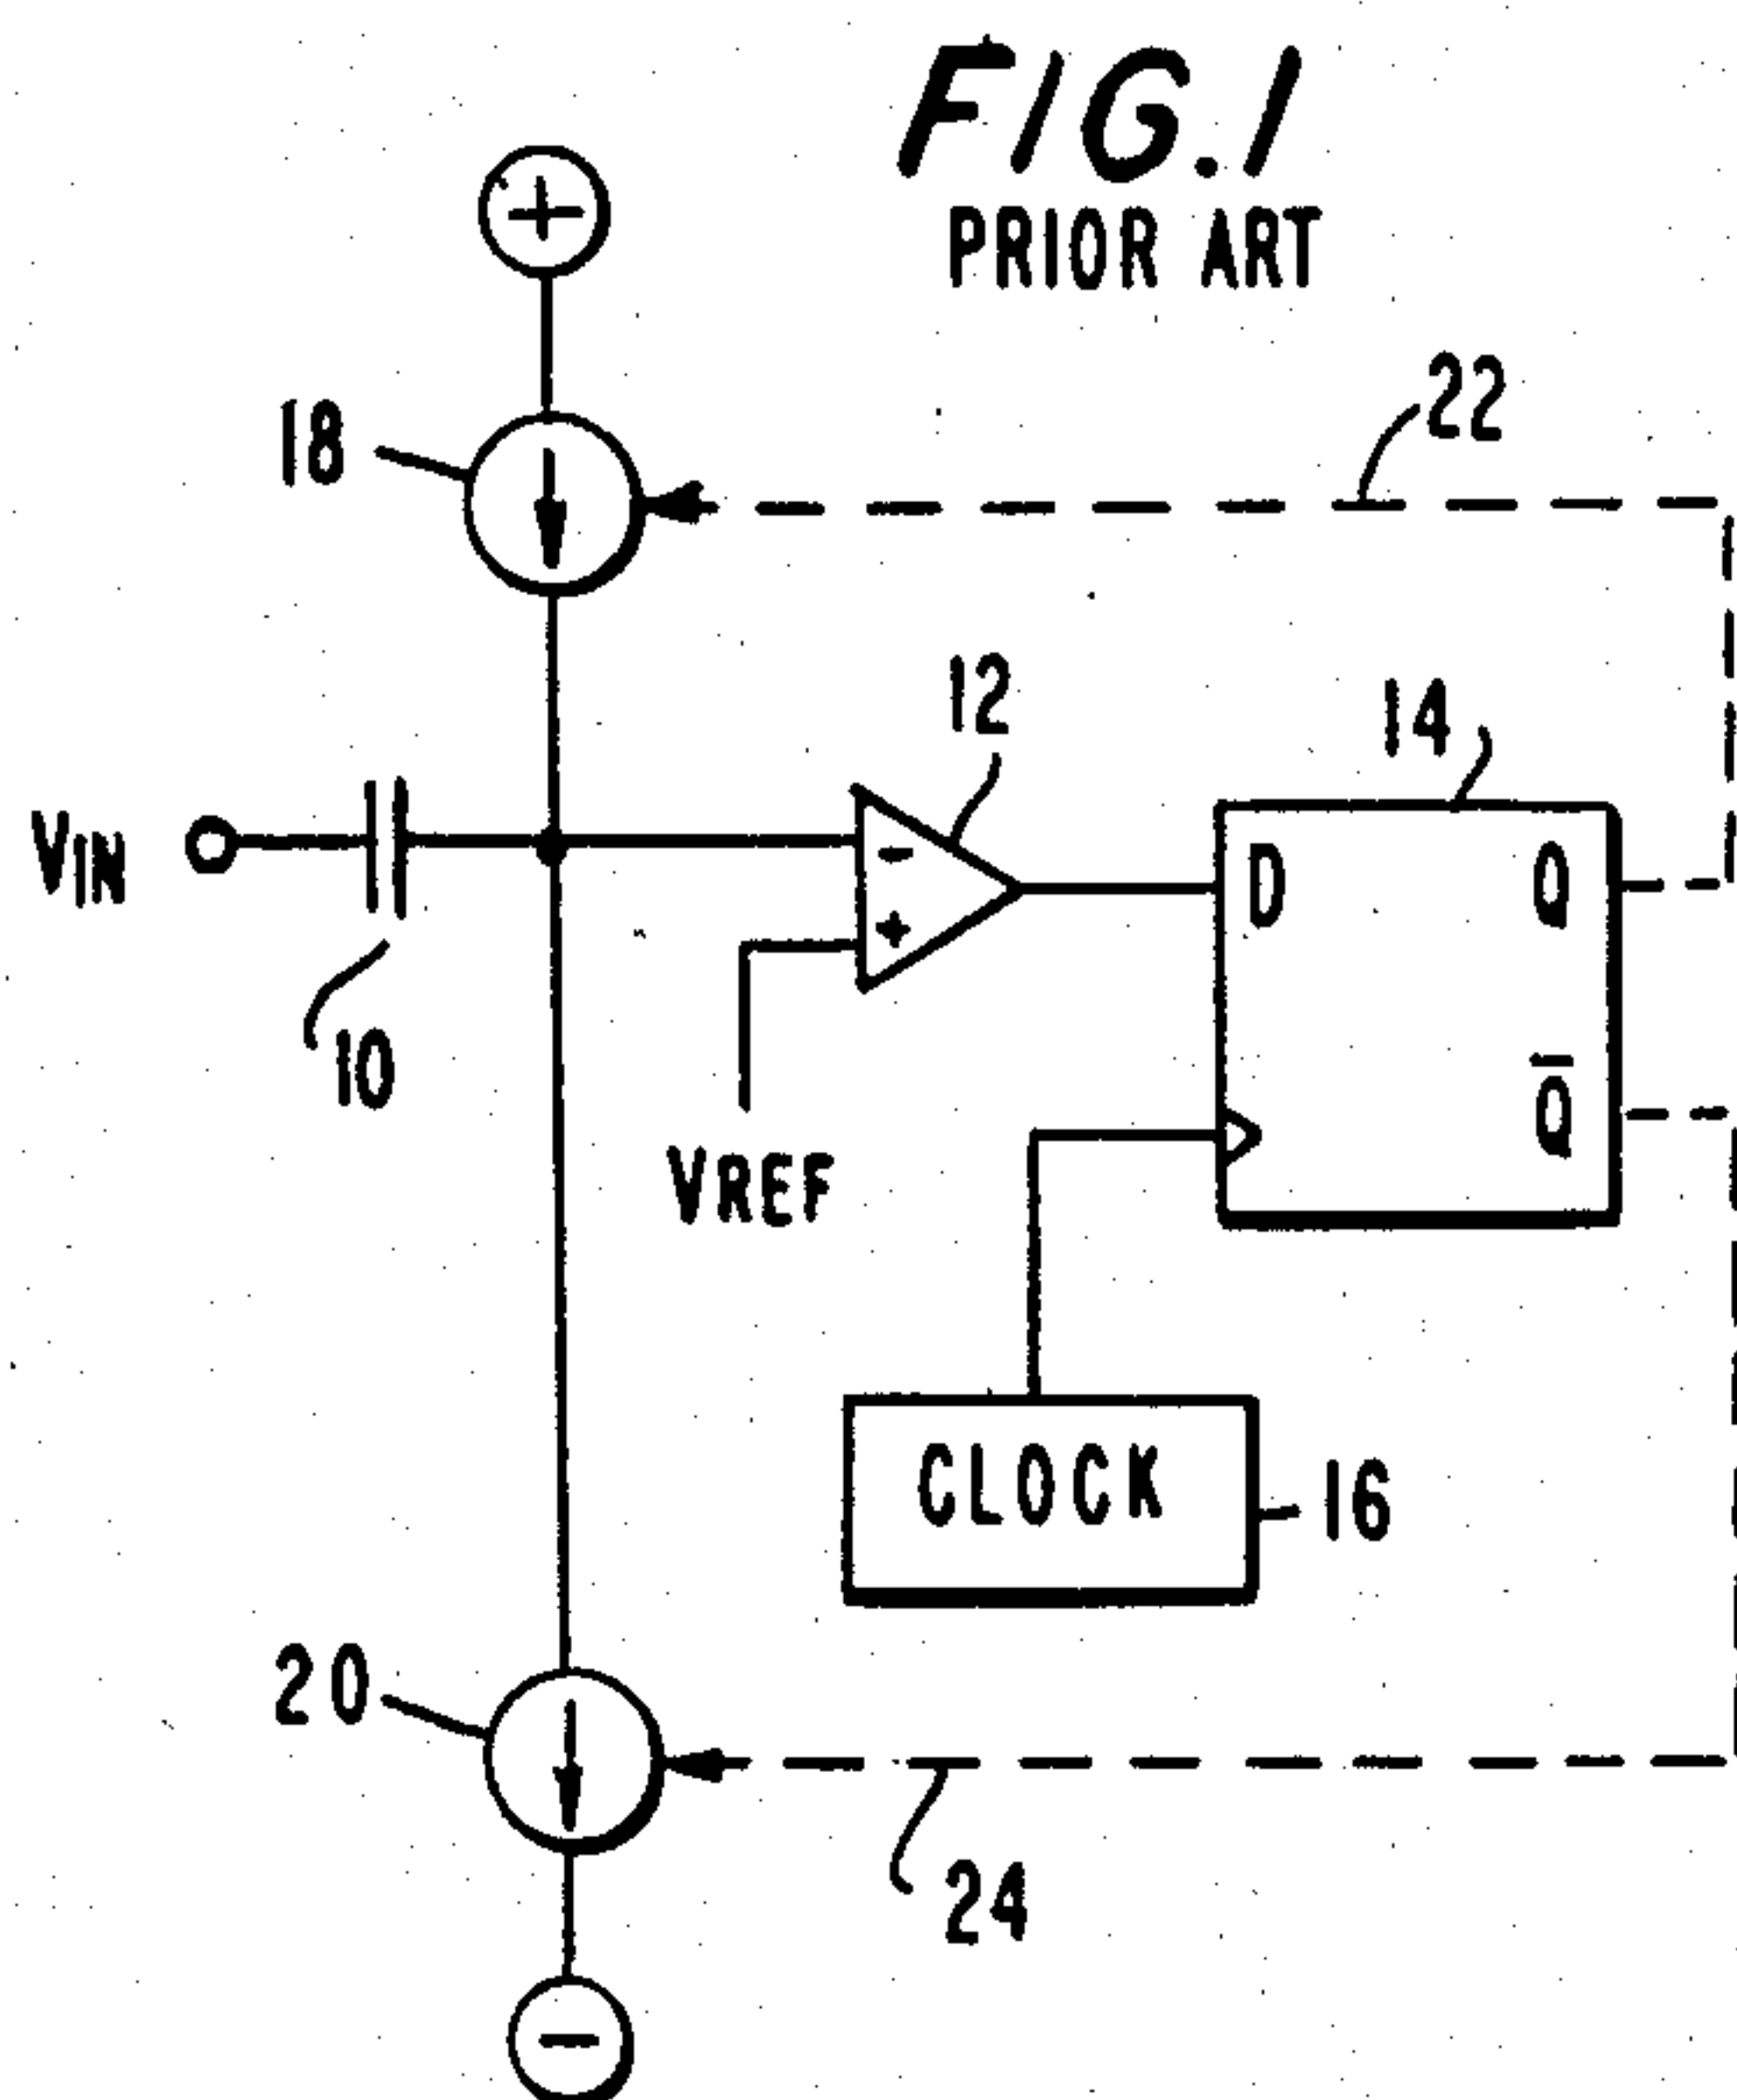 FIG.1
PRIOR ART
+
18
22
12
14
VIN
-
+
D
Q
10
VREF
Q̅
CLOCK
16
20
24
-